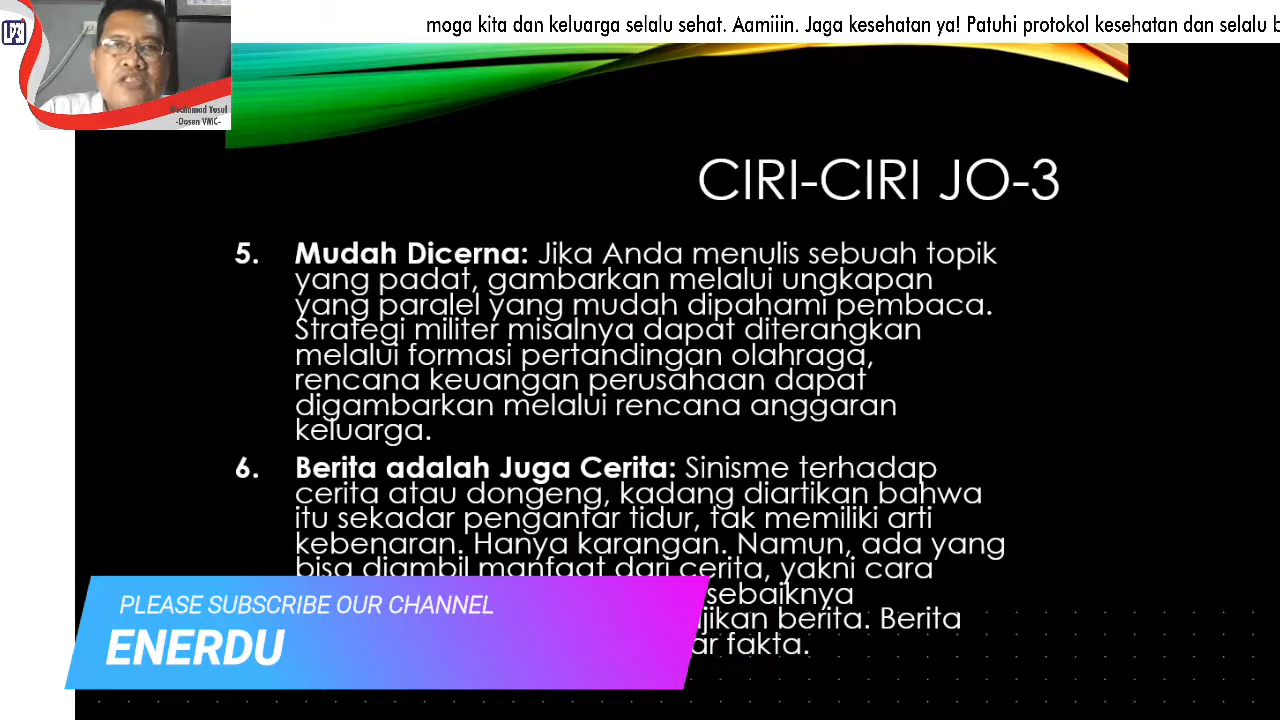 moga kita dan keluarga selalu sehat. Aamiiin. Jaga kesehatan ya! Patuhi protokol kesehatan dan selalu b
Mochamad Yusuf
-Dosen VMC-
CIRI-CIRI JO-3
5. Mudah Dicerna: Jika Anda menulis sebuah topik
yang padat, gambarkan melalui ungkapan
yang paralel yang mudah dipahami pembaca.
Strategi militer misalnya dapat diterangkan
melalui formasi pertandingan olahraga,
rencana keuangan perusahaan dapat
digambarkan melalui rencana anggaran
keluarga.
6. Berita adalah Juga Cerita: Sinisme terhadap
cerita atau dongeng, kadang diartikan bahwa
itu sekadar pengantar tidur, tak memiliki arti
kebenaran. Hanya karangan. Namun, ada yang
bisa diambil manfaat dari cerita, yakni cara
sebaiknya
jikan berita. Berita
ar fakta.
PLEASE SUBSCRIBE OUR CHANNEL
ENERDU